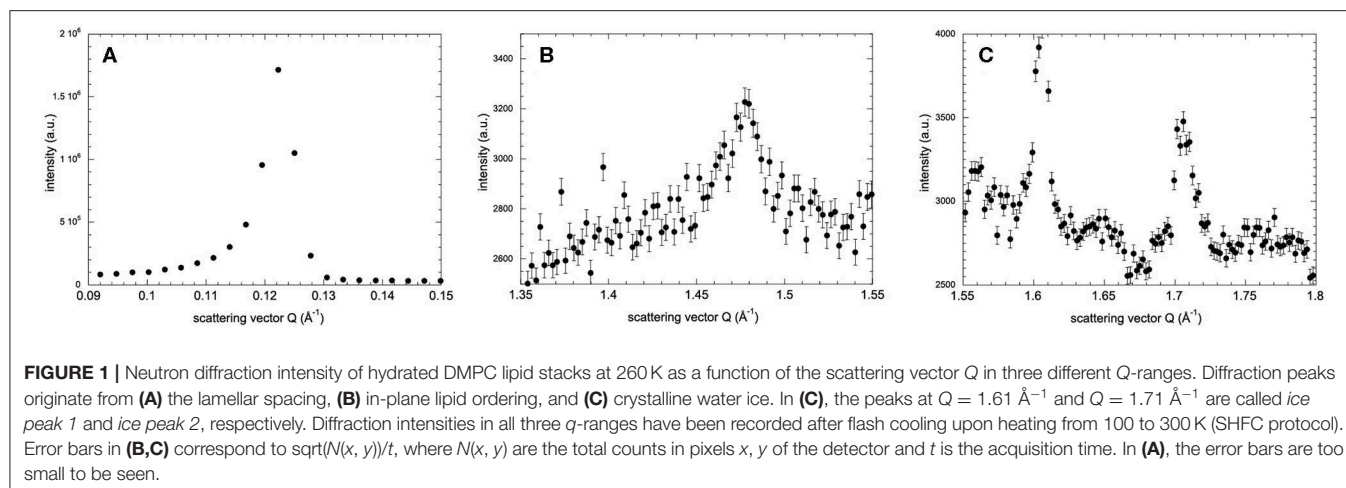 A
2 10⁶
1.5 10⁶
1 10⁶
5 10⁵
0
intensity (a.u.)
0.09 0.1 0.11 0.12 0.13 0.14 0.15
scattering vector Q (Å⁻¹)
B
3400
3200
3000
2800
2600
intensity (a.u.)
1.35 1.4 1.45 1.5 1.55
scattering vector Q (Å⁻¹)
C
4000
3500
3000
2500
intensity (a.u.)
1.55 1.6 1.65 1.7 1.75 1.8
scattering vector Q (Å⁻¹)
FIGURE 1 | Neutron diffraction intensity of hydrated DMPC lipid stacks at 260 K as a function of the scattering vector Q in three different Q-ranges. Diffraction peaks
originate from (A) the lamellar spacing, (B) in-plane lipid ordering, and (C) crystalline water ice. In (C), the peaks at Q = 1.61 Å⁻¹ and Q = 1.71 Å⁻¹ are called ice
peak 1 and ice peak 2, respectively. Diffraction intensities in all three q-ranges have been recorded after flash cooling upon heating from 100 to 300 K (SHFC protocol).
Error bars in (B,C) correspond to sqrt(N(x, y))/t, where N(x, y) are the total counts in pixels x, y of the detector and t is the acquisition time. In (A), the error bars are too
small to be seen.